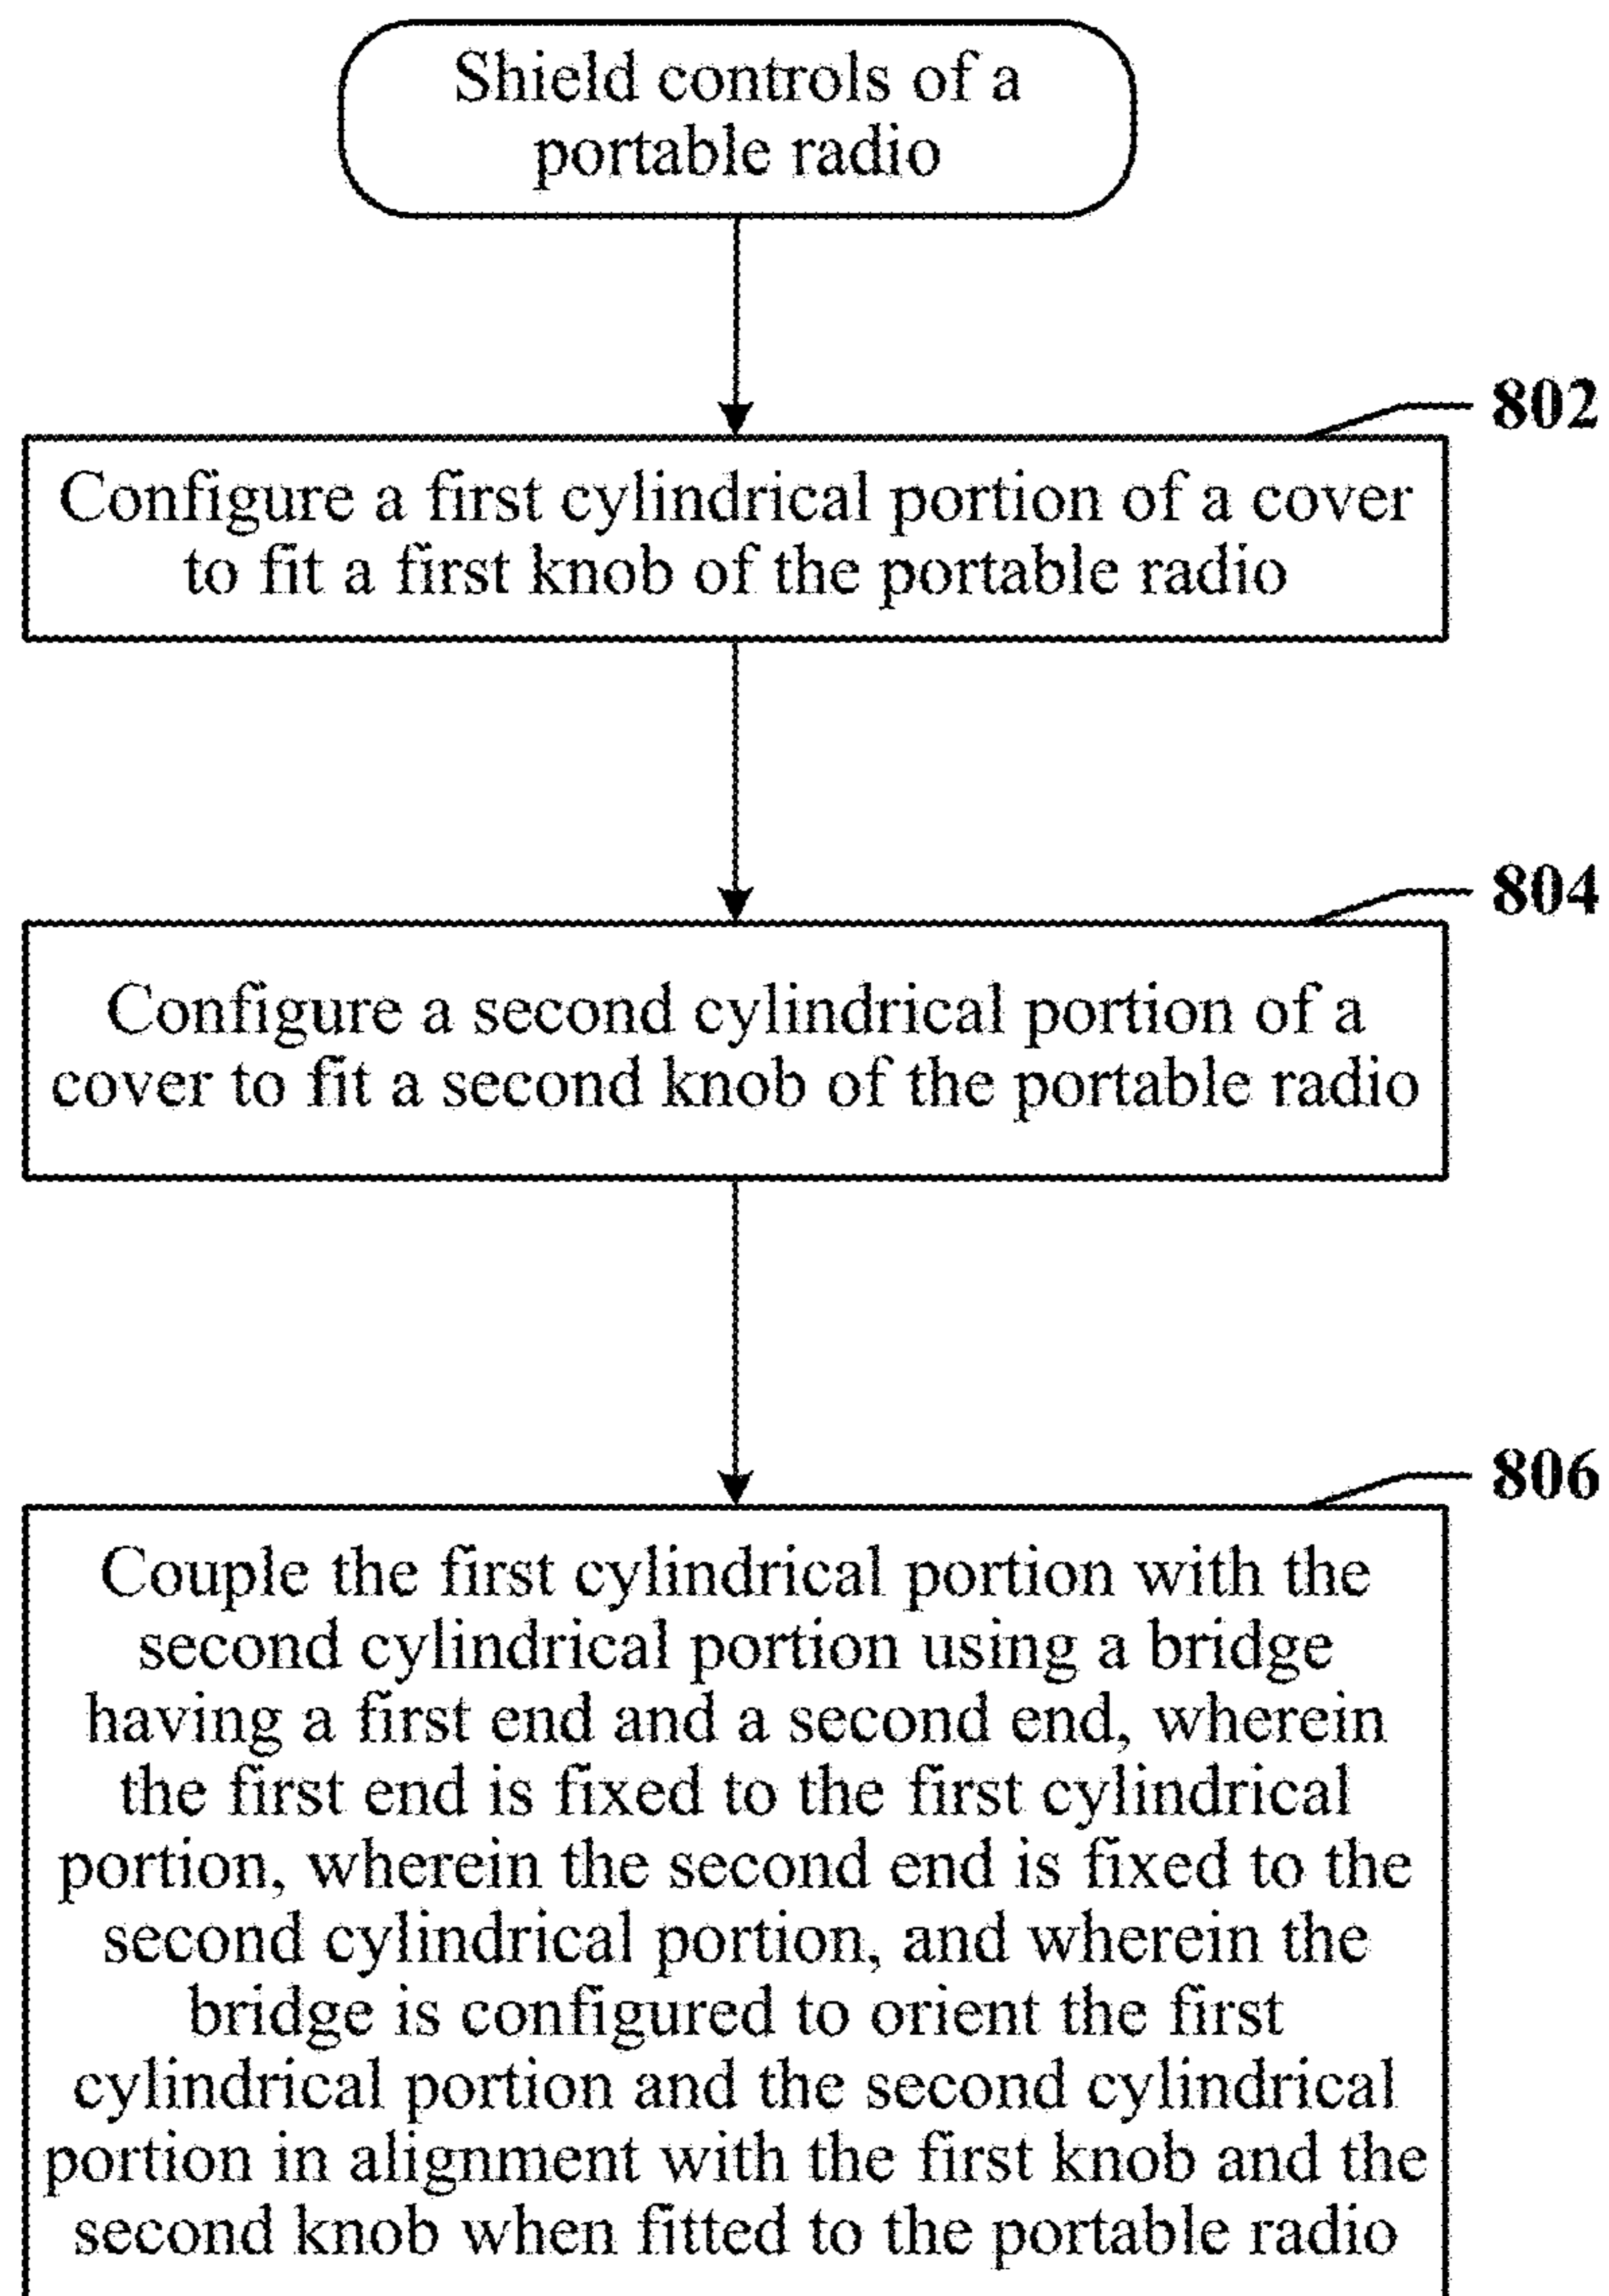 Shield controls of a
portable radio
802
Configure a first cylindrical portion of a cover
to fit a first knob of the portable radio
804
Configure a second cylindrical portion of a
cover to fit a second knob of the portable radio
806
Couple the first cylindrical portion with the
second cylindrical portion using a bridge
having a first end and a second end, wherein
the first end is fixed to the first cylindrical
portion, wherein the second end is fixed to the
second cylindrical portion, and wherein the
bridge is configured to orient the first
cylindrical portion and the second cylindrical
portion in alignment with the first knob and the
second knob when fitted to the portable radio